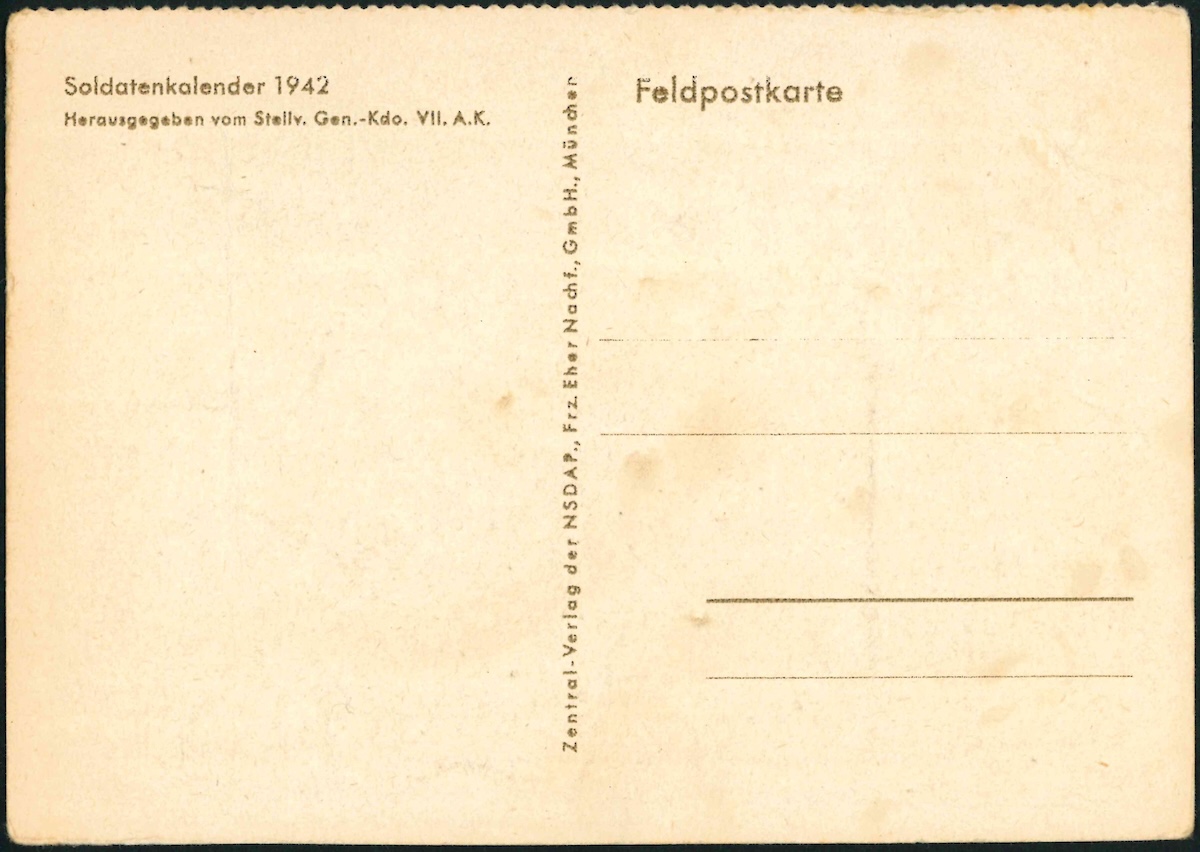 Soldatenkalender 1942
Herausgegeben vom Stellv. Gen.-Kdo. VII. A.K.
Zentral-Verlag der NSDAP., Frz. Eher Nachf., GmbH., München
Feldpostkarte